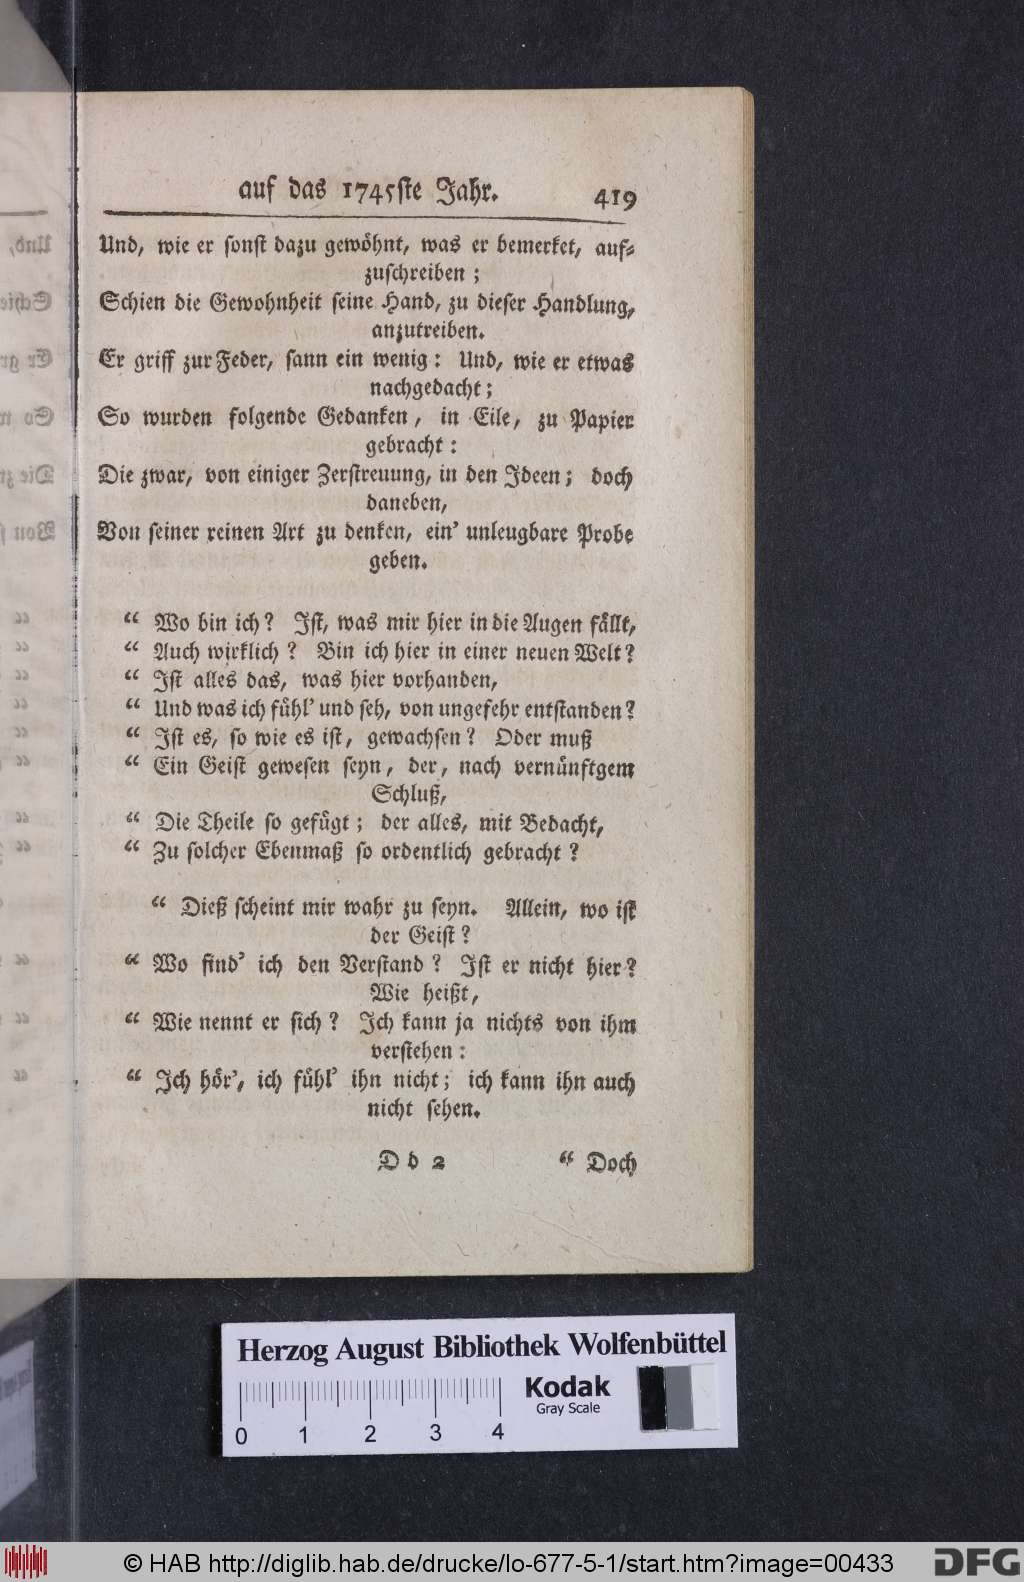 auf das 1745ste Jahr. 419
Und, wie er sonst dazu gewöhnt, was er bemerket, auf-
zuschreiben;
Schien die Gewohnheit seine Hand, zu dieser Handlung,
anzutreiben.
Er griff zur Feder, sann ein wenig: Und, wie er etwas
nachgedacht;
So wurden folgende Gedanken, in Eile, zu Papier
gebracht:
Die zwar, von einiger Zerstreuung, in den Ideen; doch
daneben,
Von seiner reinen Art zu denken, ein' unleugbare Probe
geben.
“ Wo bin ich? Ist, was mir hier in die Augen fällt,
“ Auch wirklich? Bin ich hier in einer neuen Welt?
“ Ist alles das, was hier vorhanden,
“ Und was ich fühl' und seh, von ungefehr entstanden?
“ Ist es, so wie es ist, gewachsen? Oder muß
“ Ein Geist gewesen seyn, der, nach vernünftgem
Schluß,
“ Die Theile so gefügt; der alles, mit Bedacht,
“ Zu solcher Ebenmaß so ordentlich gebracht?
“ Dieß scheint mir wahr zu seyn. Allein, wo ist
der Geist?
“ Wo find' ich den Verstand? Ist er nicht hier?
Wie heißt,
“ Wie nennt er sich? Ich kann ja nichts von ihm
verstehen:
“ Ich hör', ich fühl' ihn nicht; ich kann ihn auch
nicht sehen.
D d 2 “ Doch
Herzog August Bibliothek Wolfenbüttel
Kodak
Gray Scale
0 1 2 3 4
© HAB http://diglib.hab.de/drucke/lo-677-5-1/start.htm?image=00433 DFG